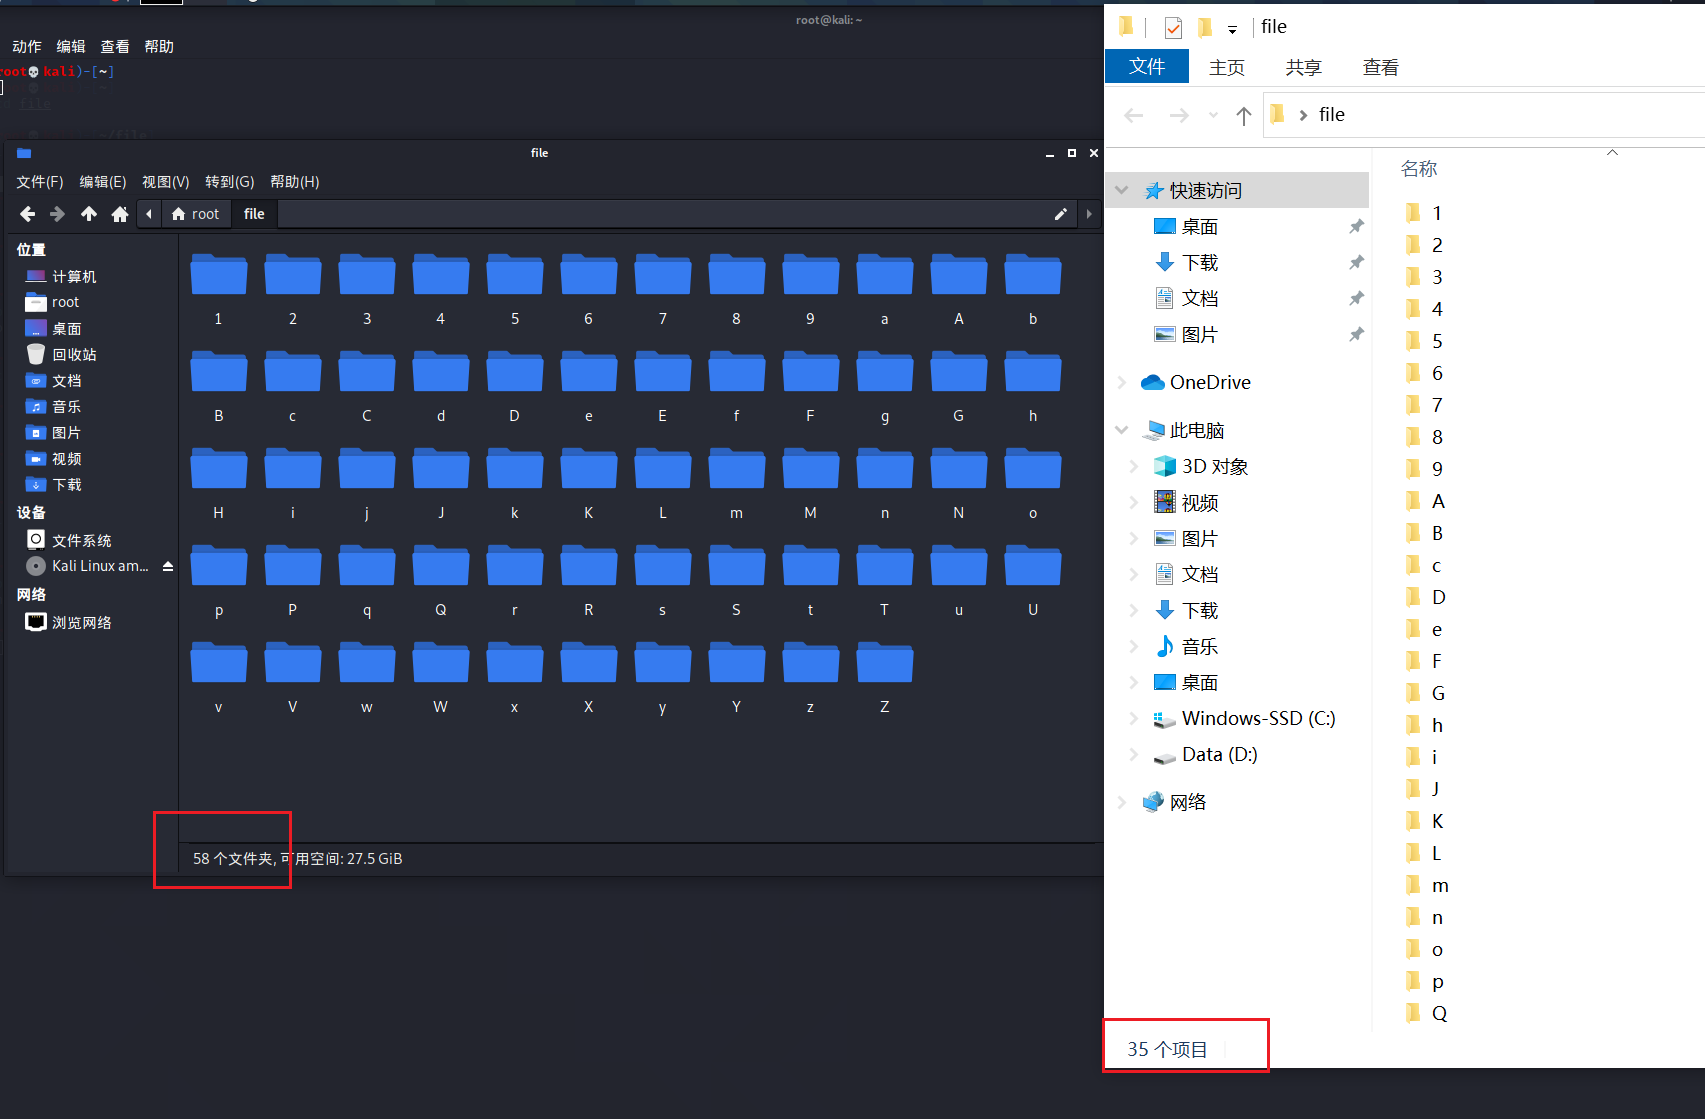 root@kali: ~
动作 编辑 查看 帮助
root💀kali)-[~]
file
~/file
file
文件(F) 编辑(E) 视图(V) 转到(G) 帮助(H)
root file
位置
计算机
root
桌面
回收站
文档
音乐
图片
视频
下载
设备
文件系统
Kali Linux am...
网络
浏览网络
1 2 3 4 5 6 7 8 9 a A b
B c C d D e E f F g G h
H i j J k K L m M n N o
p P q Q r R s S t T u U
v V w W x X y Y z Z
58 个文件夹, 可用空间: 27.5 GiB
file
文件 主页 共享 查看
file
快速访问
桌面
下载
文档
图片
OneDrive
此电脑
3D 对象
视频
图片
文档
下载
音乐
桌面
Windows-SSD (C:)
Data (D:)
网络
名称
1
2
3
4
5
6
7
8
9
A
B
c
D
e
F
G
h
i
J
K
L
m
n
o
p
Q
35 个项目